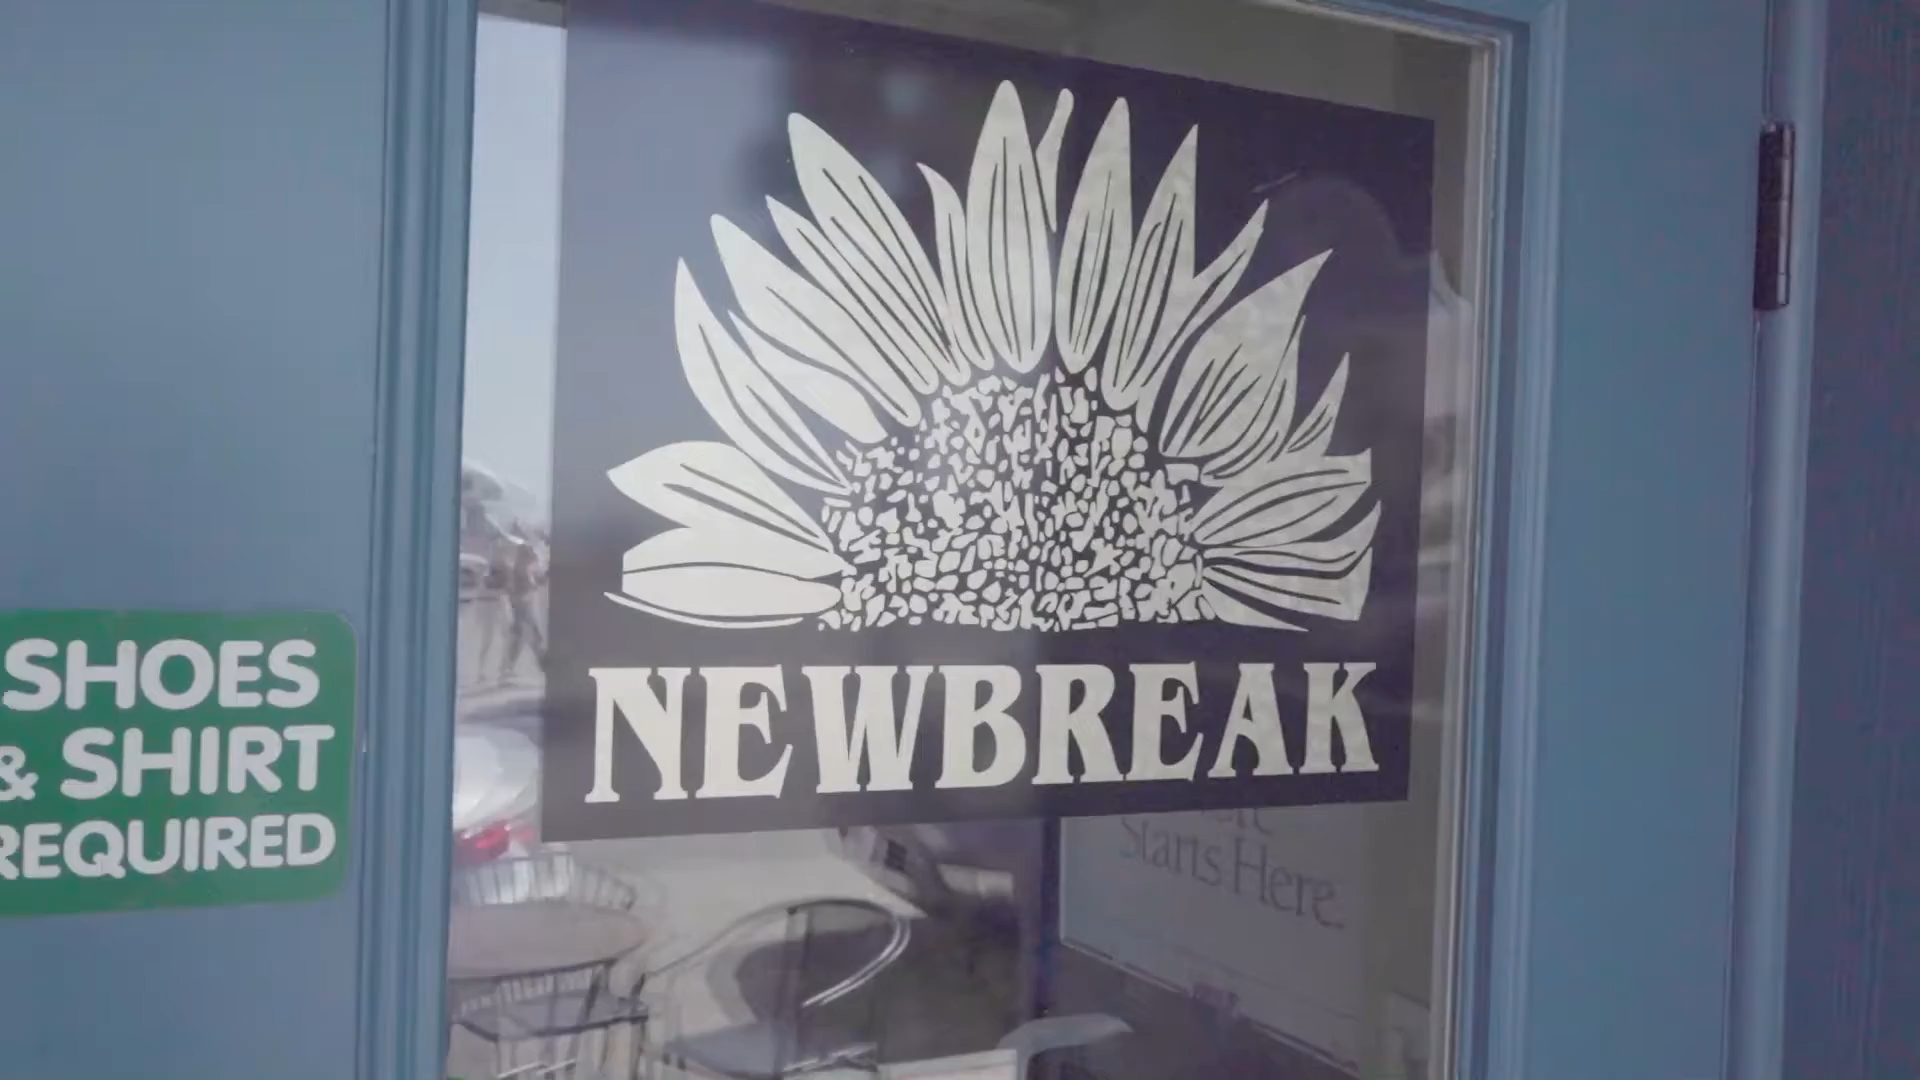 NEWBREAK
SHOES
& SHIRT
REQUIRED
Starts Here.